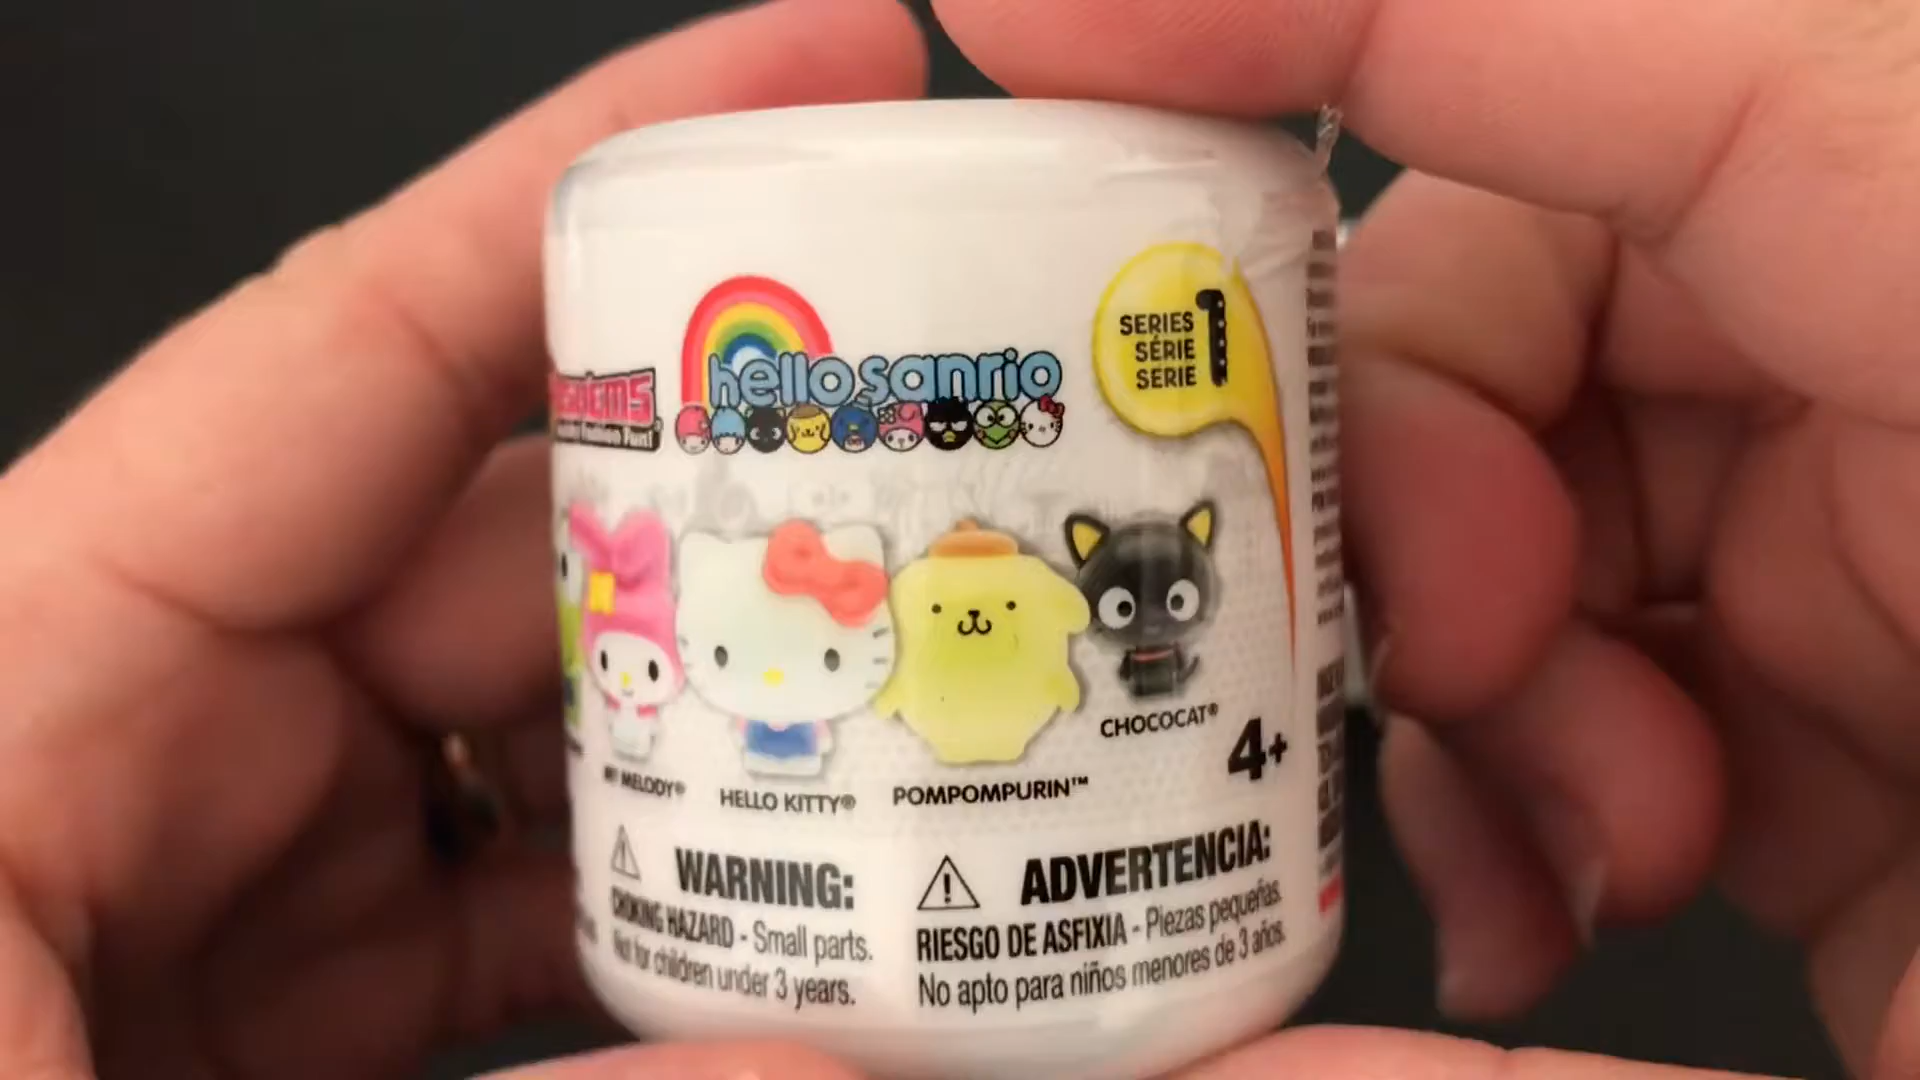 hello sanrio
SERIES 1
SÉRIE
SERIE
MY MELODY®
HELLO KITTY®
POMPOMPURIN™
CHOCOCAT®
4+
WARNING:
CHOKING HAZARD - Small parts.
Not for children under 3 years.
ADVERTENCIA:
RIESGO DE ASFIXIA - Piezas pequeñas.
No apto para niños menores de 3 años.